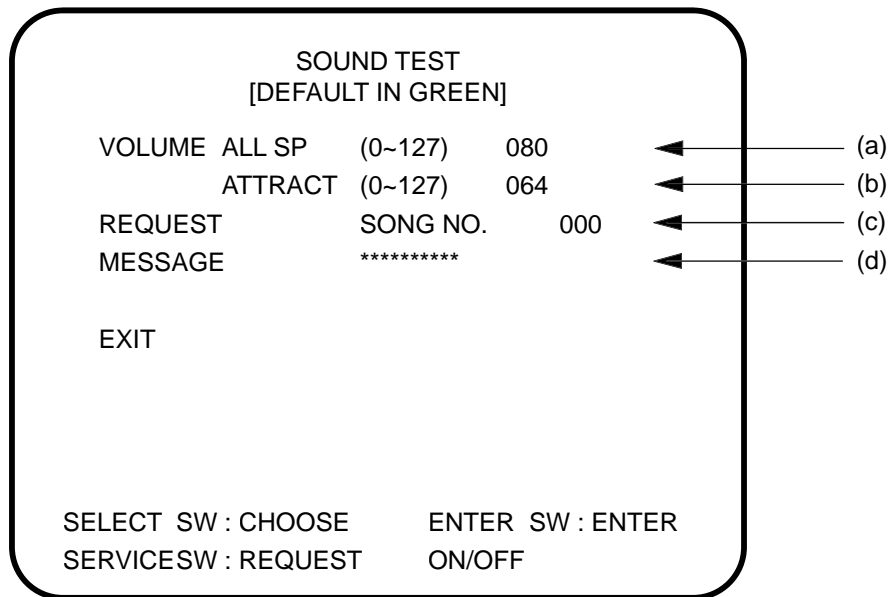 SOUND TEST
[DEFAULT IN GREEN]
VOLUME ALL SP (0~127) 080 (a)
ATTRACT (0~127) 064 (b)
REQUEST SONG NO. 000 (c)
MESSAGE ********** (d)
EXIT
SELECT SW : CHOOSE ENTER SW : ENTER
SERVICESW : REQUEST ON/OFF